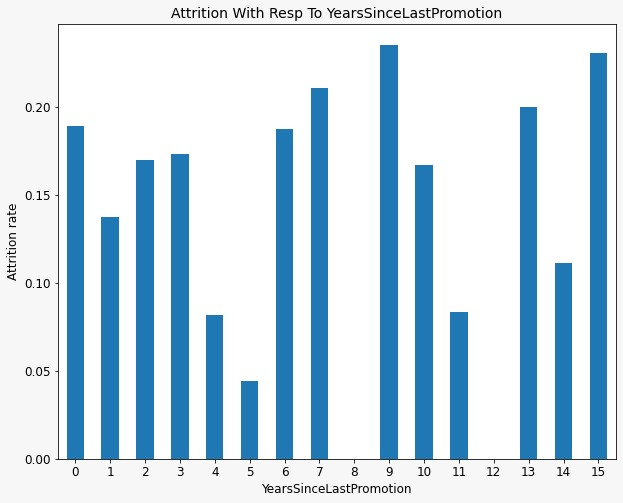 Attrition With Resp To YearsSinceLastPromotion
Attrition rate
0.20
0.15
0.10
0.05
0.00
0 1 2 3 4 5 6 7 8 9 10 11 12 13 14 15
YearsSinceLastPromotion